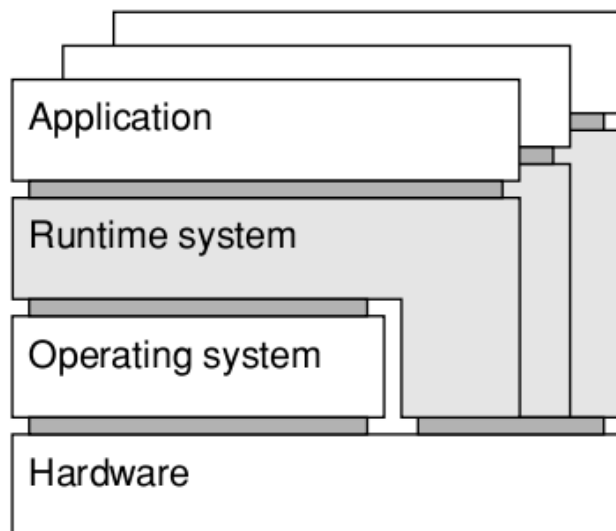 Application
Runtime system
Operating system
Hardware